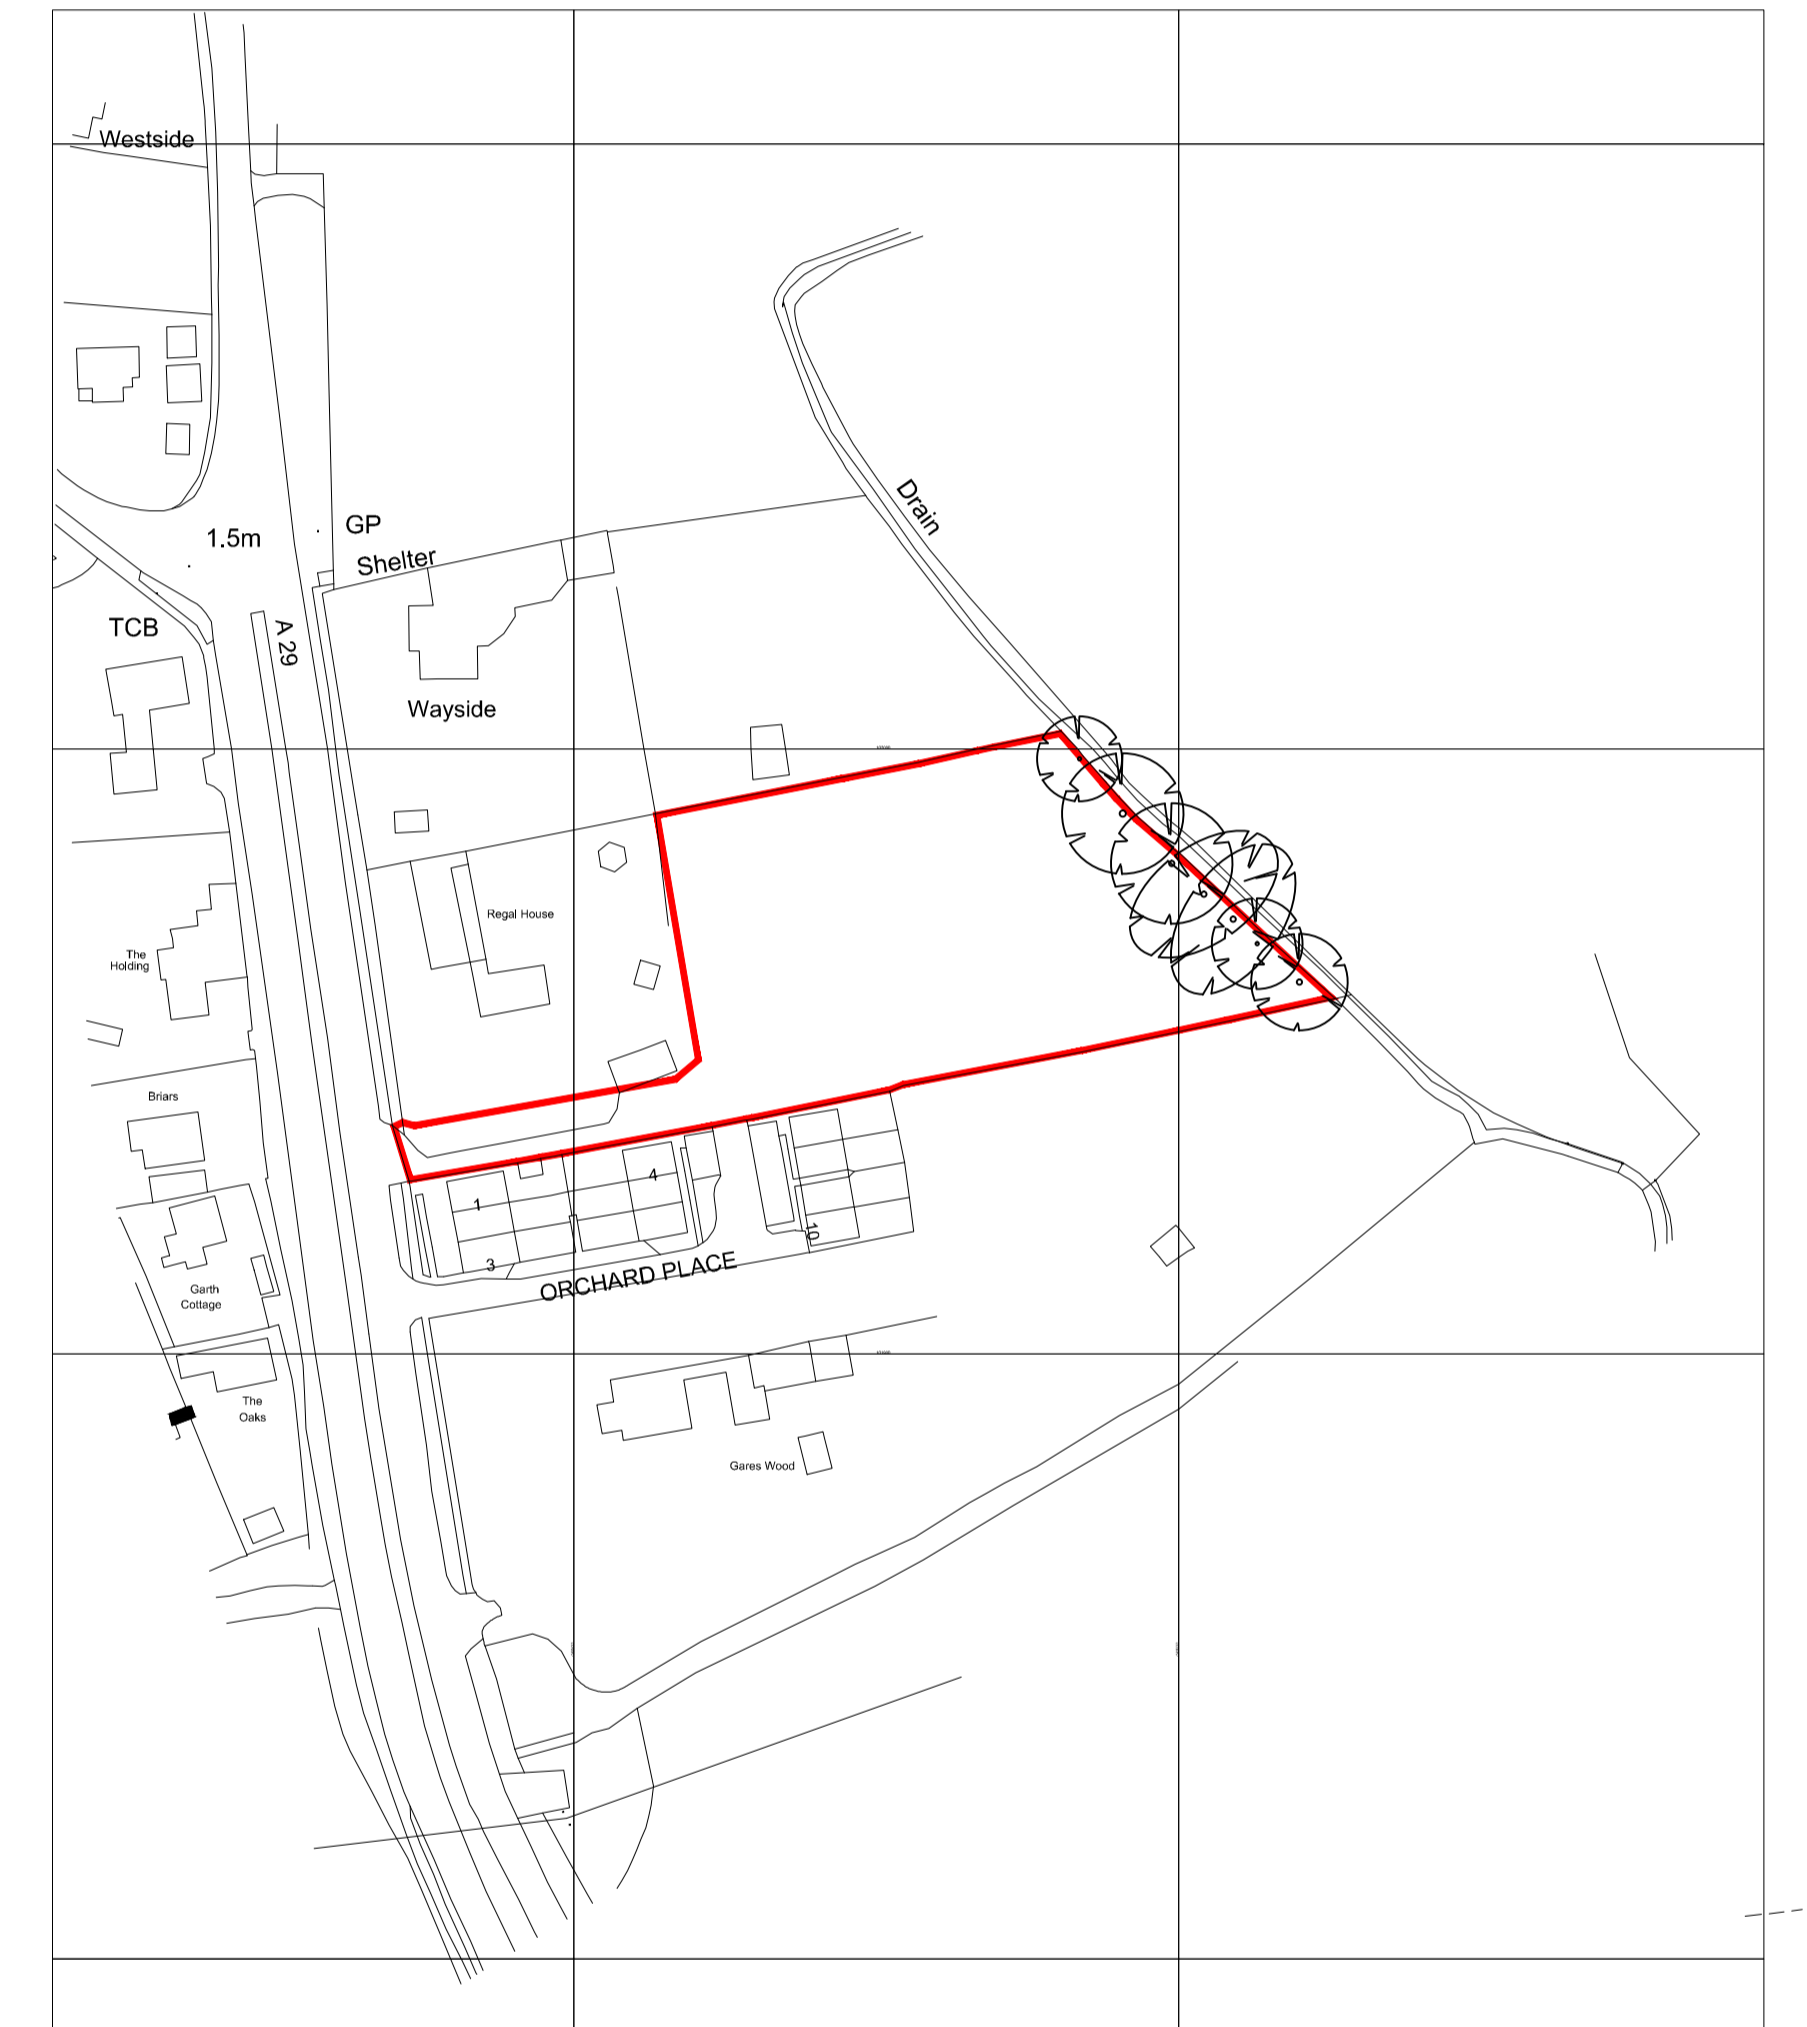 Westside
Drain
GP
1.5m
Shelter
TCB
A 29
Wayside
Regal House
The
Holding
Briars
4
1
10
3
ORCHARD PLACE
Garth
Cottage
The
Oaks
Gares Wood